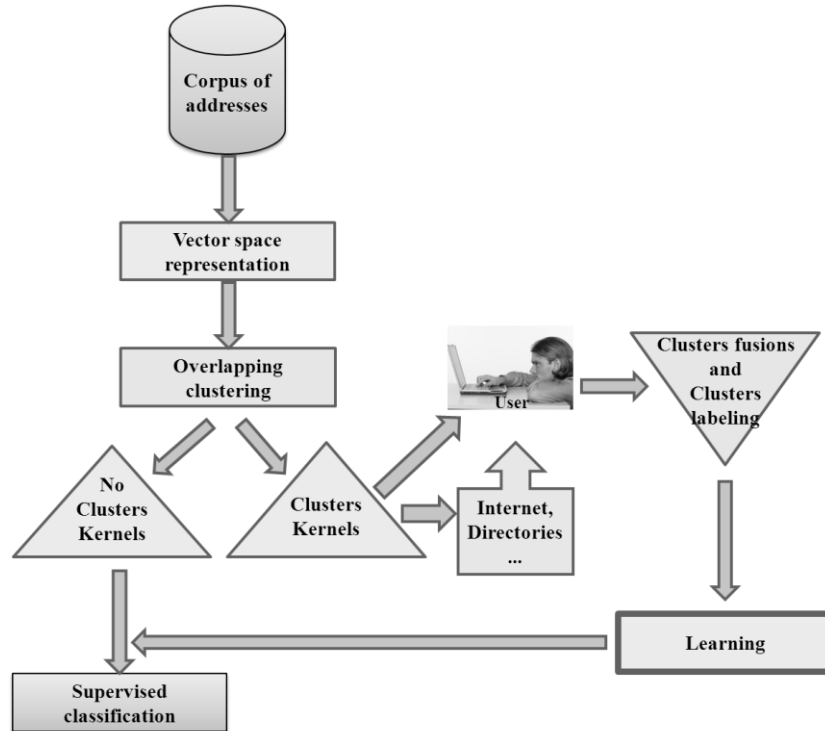 Corpus of
addresses
Vector space
representation
Overlapping
clustering
No
Clusters
Kernels
Clusters
Kernels
User
Internet,
Directories
...
Clusters fusions
and
Clusters
labeling
Learning
Supervised
classification